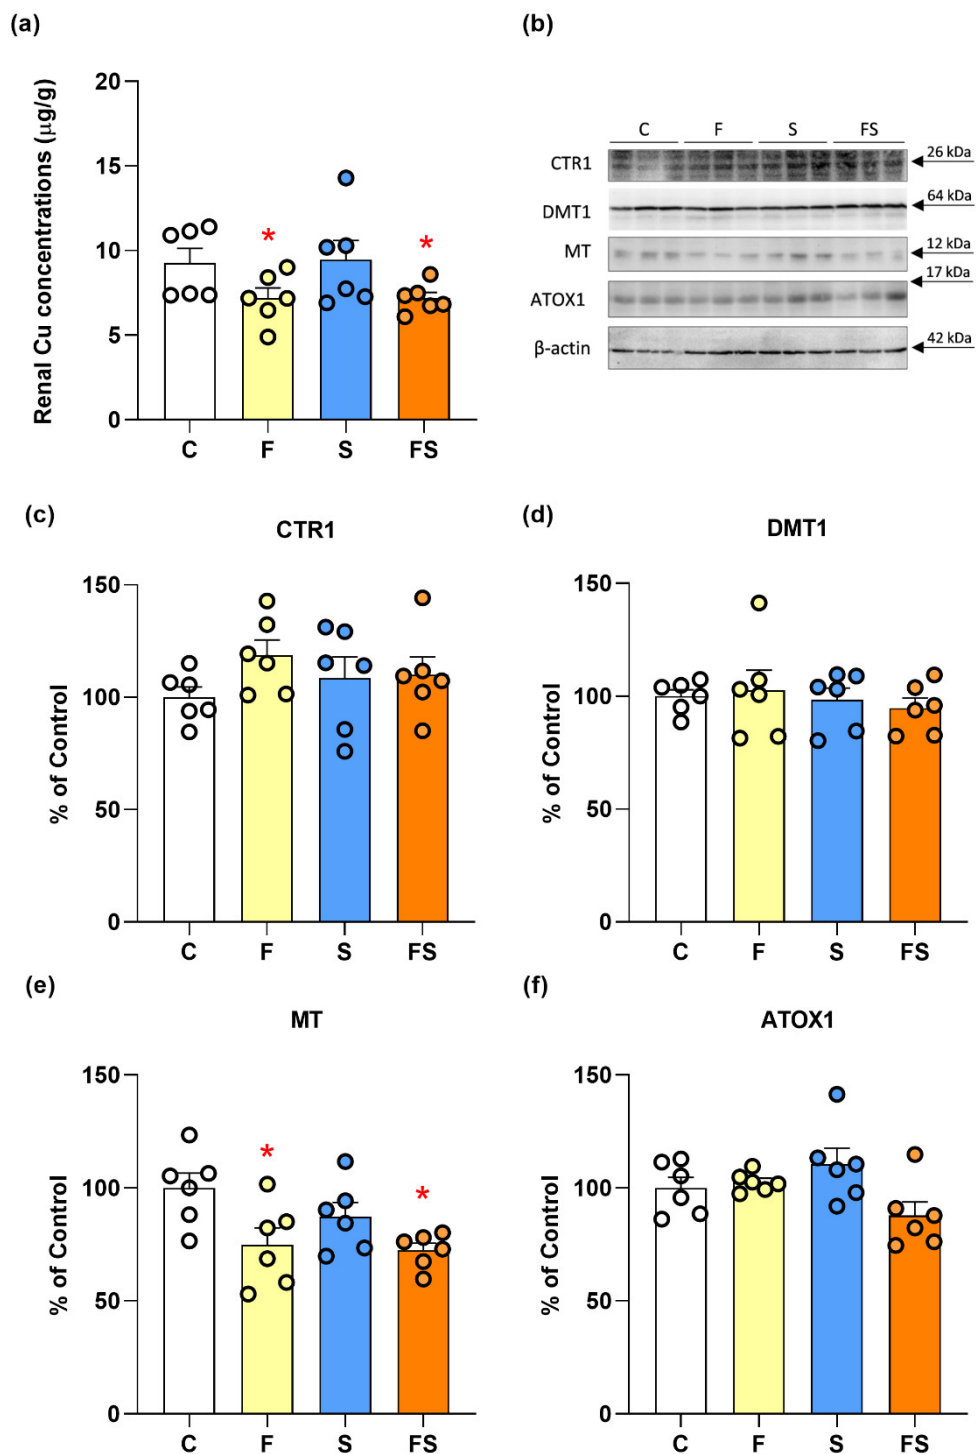 (a)
Renal Cu concentrations (μg/g)
20
15
10
5
0
*
*
C F S FS
(b)
C F S FS
CTR1 26 kDa
DMT1 64 kDa
MT 12 kDa
17 kDa
ATOX1
β-actin 42 kDa
(c)
CTR1
% of Control
150
100
50
0
C F S FS
(d)
DMT1
% of Control
150
100
50
0
C F S FS
(e)
MT
% of Control
150
100
50
0
*
*
C F S FS
(f)
ATOX1
% of Control
150
100
50
0
C F S FS